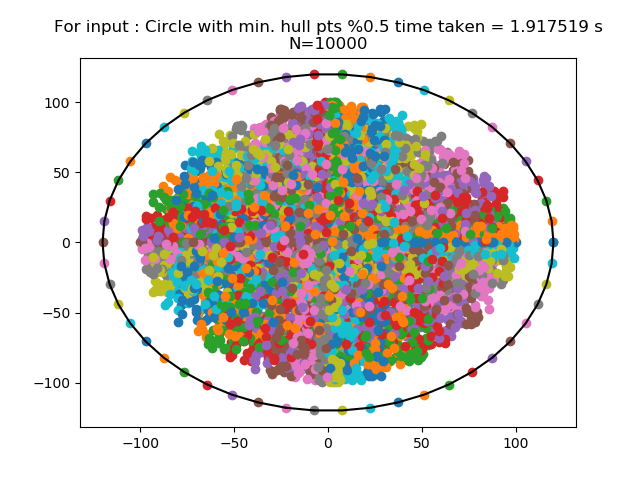 For input : Circle with min. hull pts %0.5 time taken = 1.917519 s
N=10000
100
50
0
−50
−100
−100 −50 0 50 100